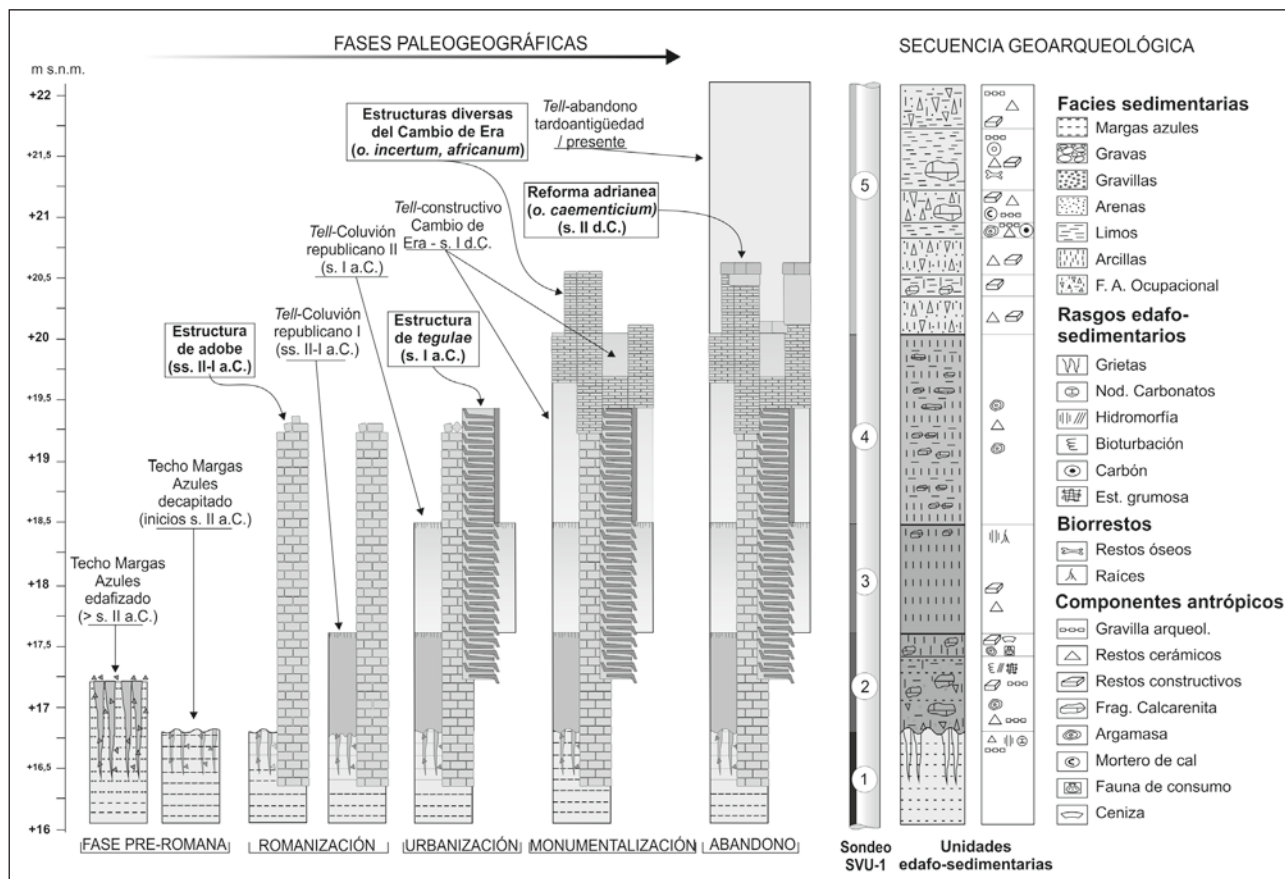 FASES PALEOGEOGRÁFICAS
SECUENCIA GEOARQUEOLÓGICA
m s.n.m.
+22
+21,5
+21
+20,5
+20
+19,5
+19
+18,5
+18
+17,5
+17
+16,5
+16
Techo Margas
Azules
edafizado
(> s. II a.C.)
Techo Margas
Azules
decapitado
(inicios s. II a.C.)
Estructura
de adobe
(ss. II-I a.C.)
Tell-Coluvión
republicano I
(ss. II-I a.C.)
Tell-Coluvión
republicano II
(s. I a.C.)
Estructura
de tegulae
(s. I a.C.)
Estructuras diversas
del Cambio de Era
(o. incertum, africanum)
Tell-constructivo
Cambio de
Era - s. I d.C.
Tell-abandono
tardoantigüedad
/ presente
Reforma adrianea
(o. caementicium)
(s. II d.C.)
FASE PRE-ROMANA
ROMANIZACIÓN
URBANIZACIÓN
MONUMENTALIZACIÓN
ABANDONO
5
4
3
2
1
Sondeo
SVU-1
Unidades
edafo-sedimentarias
Facies sedimentarias
Margas azules
Gravas
Gravillas
Arenas
Limos
Arcillas
F. A. Ocupacional
Rasgos edafo-
sedimentarios
Grietas
Nod. Carbonatos
Hidromorfía
Bioturbación
Carbón
Est. grumosa
Biorrestos
Restos óseos
Raíces
Componentes antrópicos
Gravilla arqueol.
Restos cerámicos
Restos constructivos
Frag. Calcarenita
Argamasa
Mortero de cal
Fauna de consumo
Ceniza